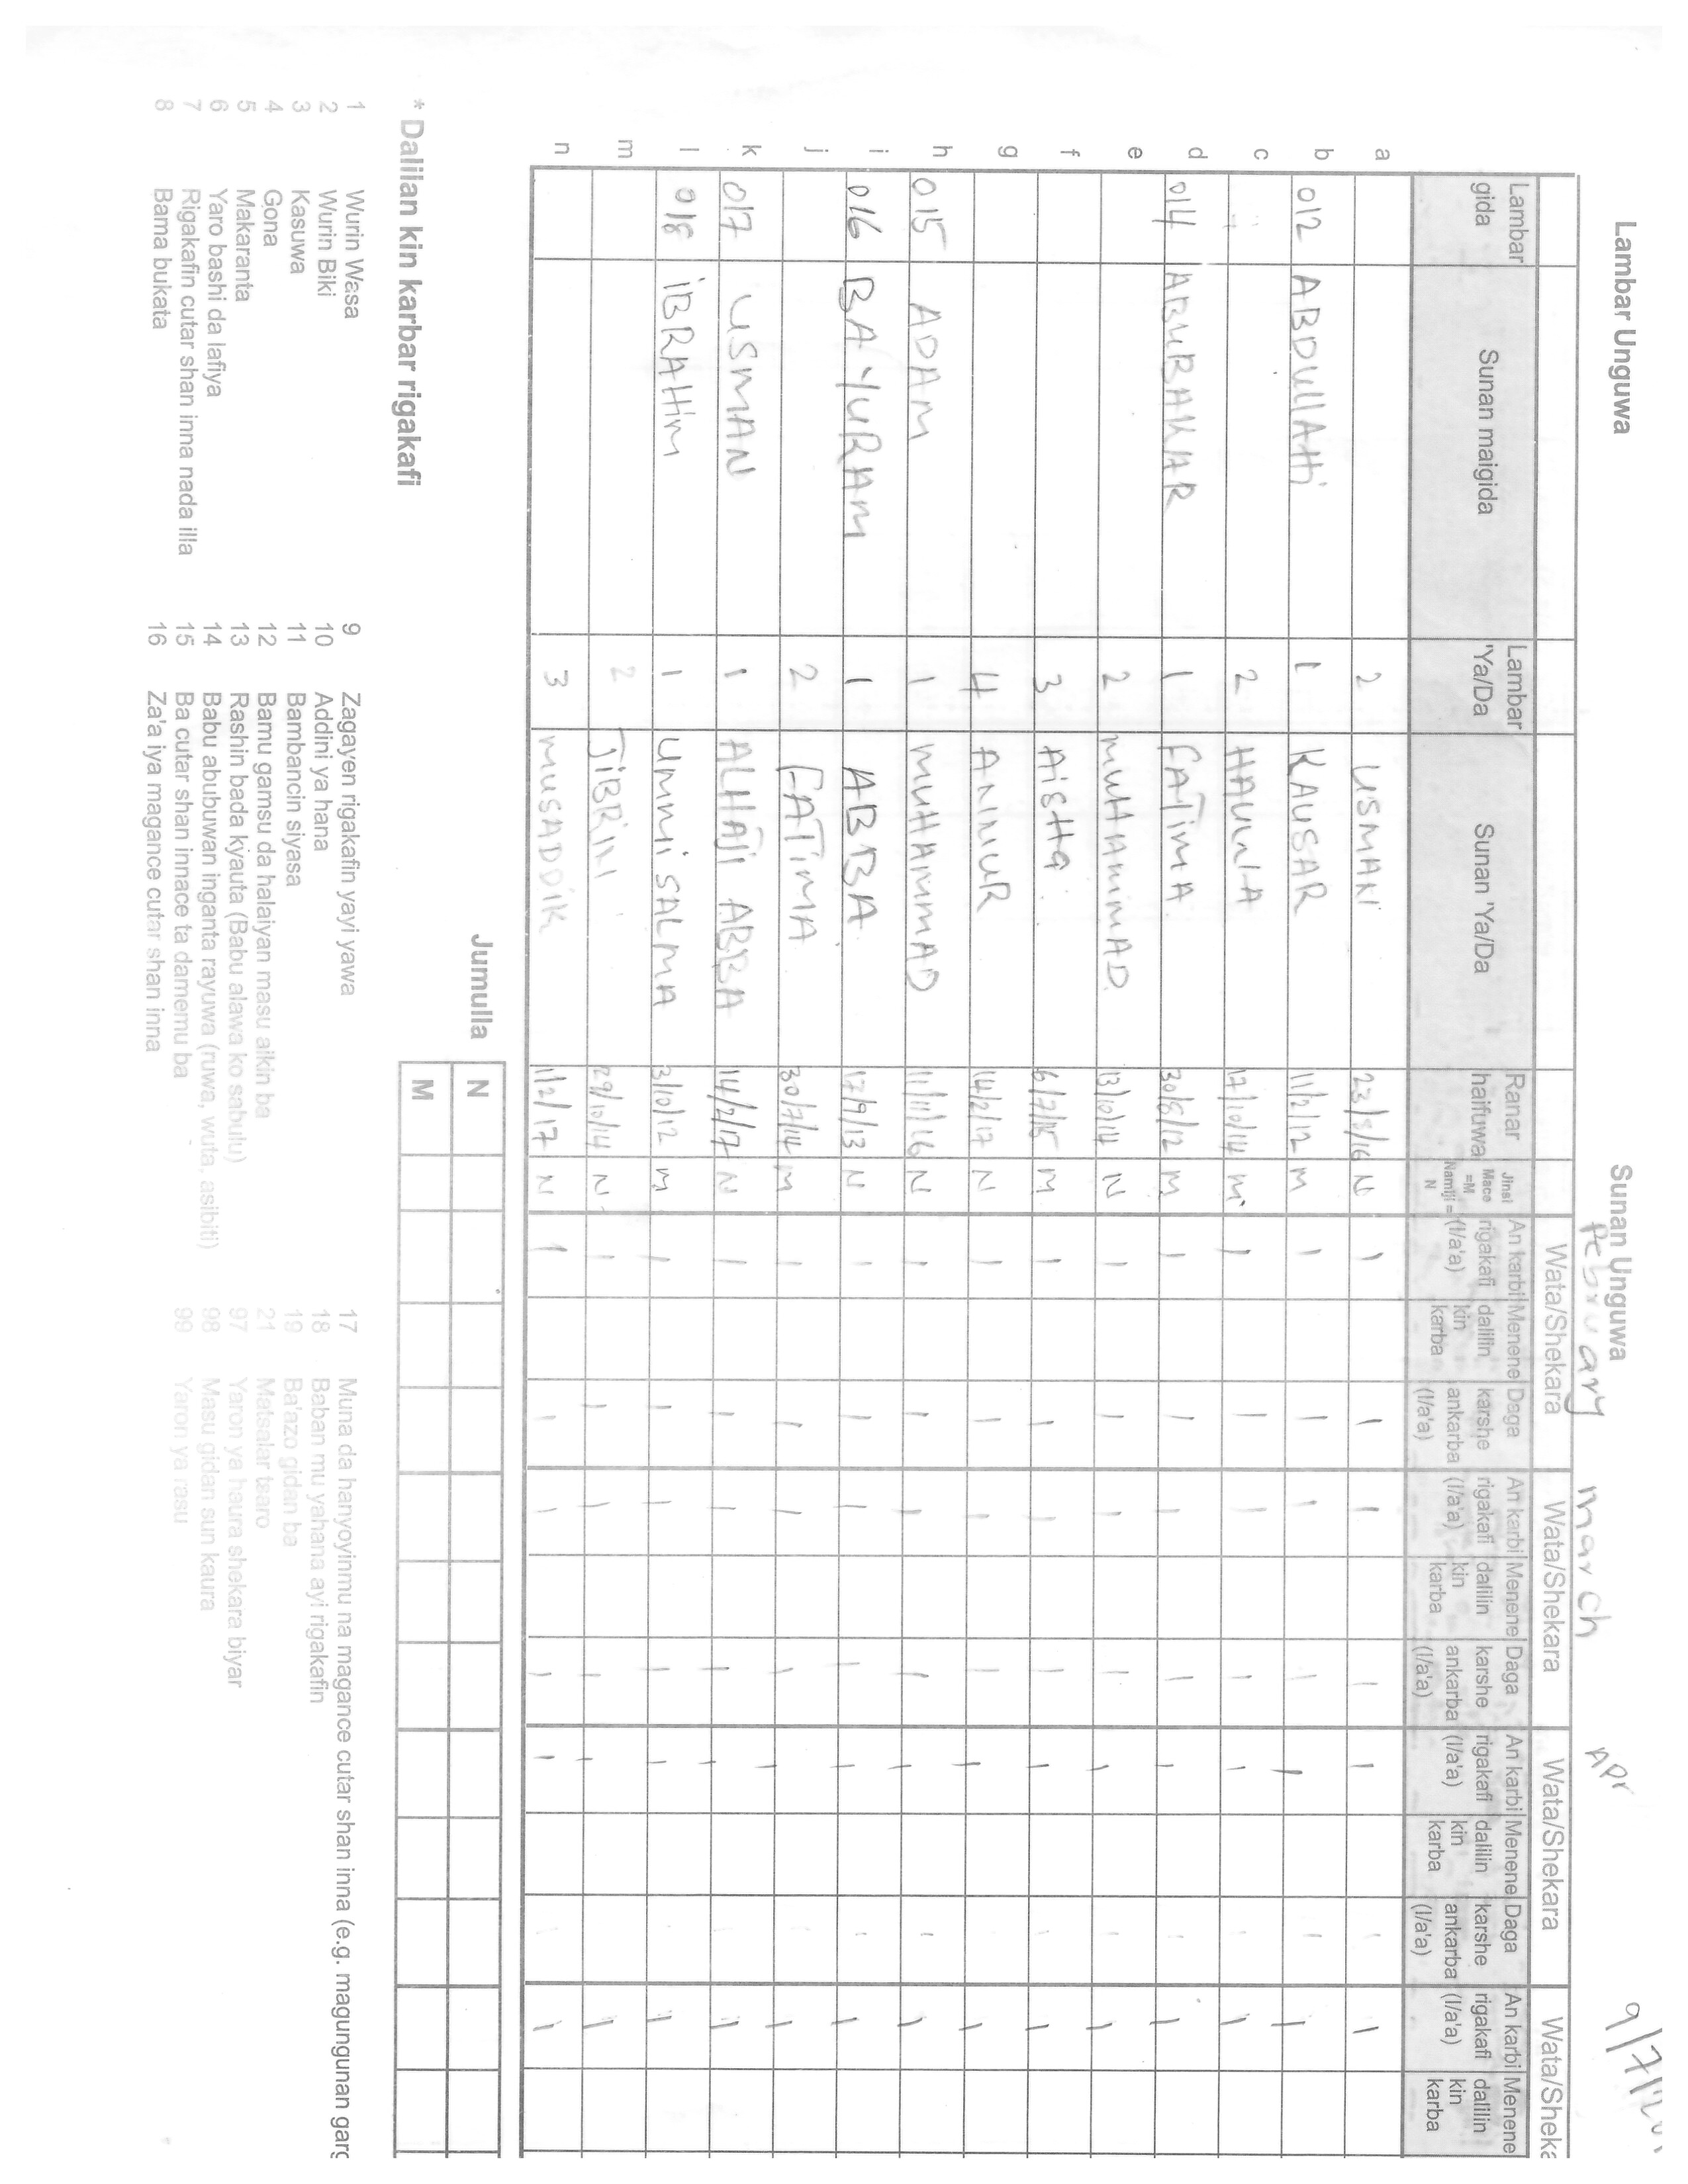 Lambar Unguwa Sunan Unguwa
February march Apr
Wata/Shekara Wata/Shekara Wata/Shekara
Lambar gida Sunan maigida Lambar 'Ya/Da Sunan 'Ya/Da Ranar haifuwa Jinsi Mace =M Namiji = N An karbi rigakafi (I/a'a) Menene dalilin kin karba Daga karshe ankarba (I/a'a) An karbi rigakafi (I/a'a) Menene dalilin kin karba Daga karshe ankarba (I/a'a) An karbi rigakafi (I/a'a) Menene dalilin kin karba Daga karshe ankarba (I/a'a) An karbi rigakafi (I/a'a) Menene dalilin kin karba
a 2 USMAN N
b 012 ABDULLAHI 1 KAUSAR 11/2/12 M
c 2 HAUWA 17/10/14 M
d 014 ABUBAKAR 1 FATIMA 30/8/12 M
e 2 MUHAMMAD 13/10/14 N
f 3 AISHA 6/7/15 M
g 4 ANNUR 14/2/17 N
h 015 ADAM 1 MUHAMMAD 11/11/16 N
i 016 BAYURAM 1 ABBA 17/9/13 N
j 2 FATIMA 30/7/14 M
k 017 USMAN 1 ALHAJI ABBA 14/2/17 N
l 018 IBRAHIM 1 UMMI SALMA 3/10/12 M
m 2 JIBRIN 29/10/14 N
n 3 MUSADDIK 11/2/17 N
Jumulla N
M
* Dalilan kin karbar rigakafi
1 Wurin Wasa 9 Zagayen rigakafin yayi yawa 17 Muna da hanyoyinmu na magance cutar shan inna (e.g. magungunan
2 Wurin Biki 10 Addini ya hana 18 Baban mu yahana ayi rigakafin
3 Kasuwa 11 Bambancin siyasa 19 Ba'azo gidan ba
4 Gona 12 Bamu gamsu da halaiyan masu aikin ba 21 Matsalar tsaro
5 Makaranta 13 Rashin bada kyauta (Babu alawa ko sabulu) 97 Yaron ya haura shekara biyar
6 Yaro bashi da lafiya 14 Babu abubuwan inganta rayuwa (ruwa, wuta, asibiti) 98 Masu gidan sun kaura
7 Rigakafin cutar shan inna nada illa 15 Ba cutar shan innace ta damemu ba 99 Yaron ya rasu
8 Bama bukata 16 Za'a iya magance cutar shan inna